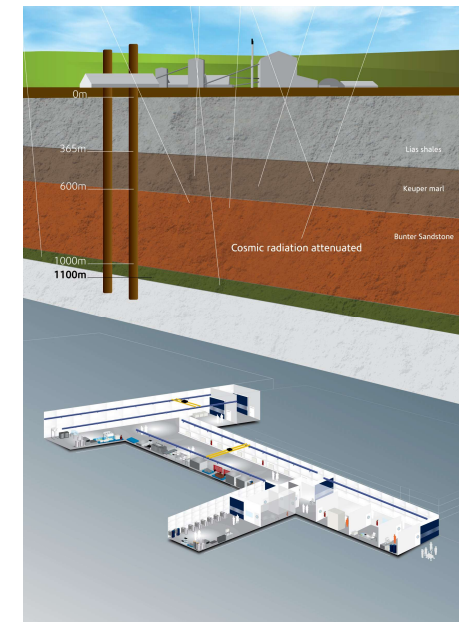 0m
365m
Lias shales
600m
Keuper marl
Bunter Sandstone
Cosmic radiation attenuated
1000m
1100m